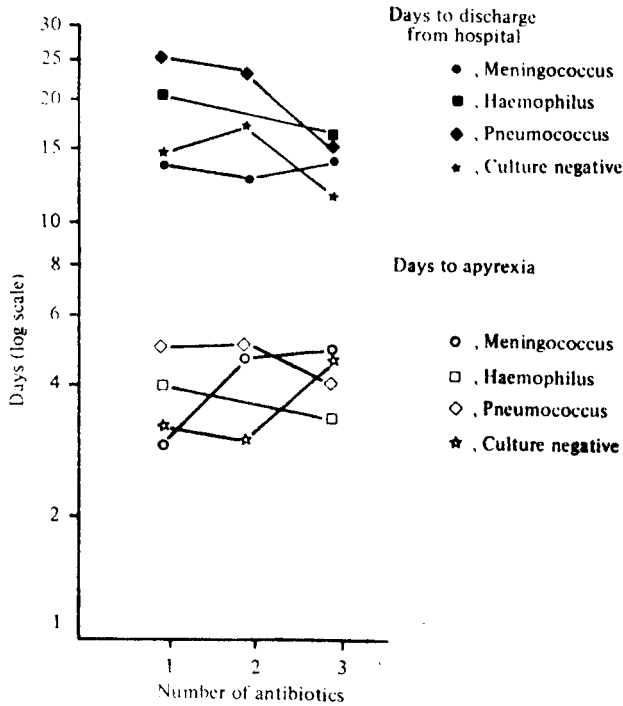 Days to discharge
from hospital
, Meningococcus
, Haemophilus
, Pneumococcus
, Culture negative
Days to apyrexia
, Meningococcus
, Haemophilus
, Pneumococcus
, Culture negative
Days (log scale)
30
25
20
15
10
8
6
4
2
1
1 2 3
Number of antibiotics